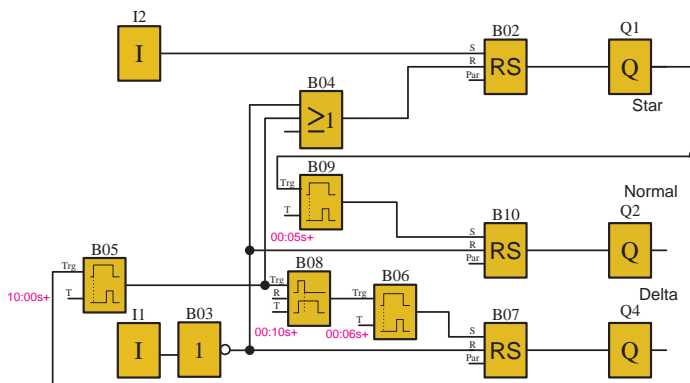 I2
I
B02
S
R
Par
RS
Q1
Q
Star
B04
≥1
B09
Trg
T
00:05s+
B10
S
R
Par
RS
Normal
Q2
Q
B05
Trg
T
10:00s+
B08
Trg
R
T
00:10s+
B06
Trg
T
00:06s+
B07
S
R
Par
RS
Delta
Q4
Q
I1
I
B03
1